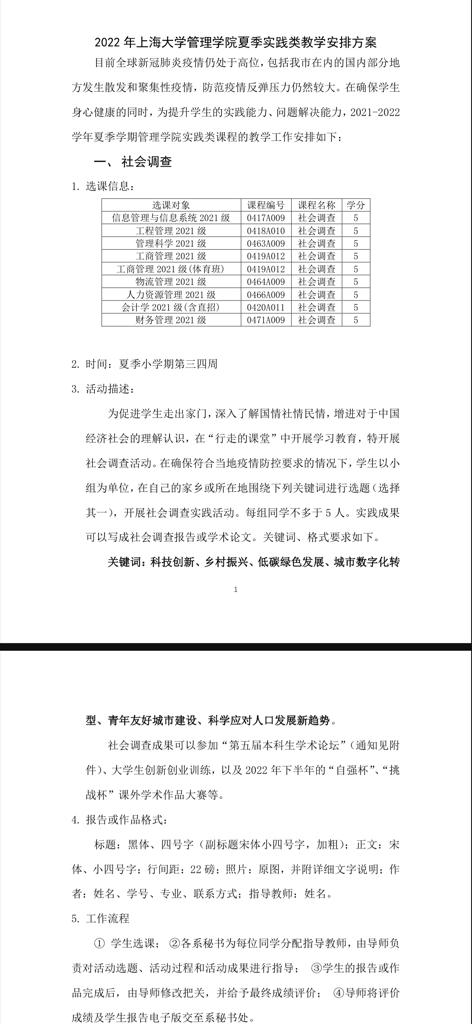 2022 年上海大学管理学院夏季实践类教学安排方案
目前全球新冠肺炎疫情仍处于高位,包括我市在内的国内部分地
方发生散发和聚集性疫情，防范疫情反弹压力仍然较大。在确保学生
身心健康的同时，为提升学生的实践能力、问题解决能力，2021-2022
学年夏季学期管理学院实践类课程的教学工作安排如下：
一、 社会调查
1. 选课信息：
选课对象 课程编号 课程名称 学分
信息管理与信息系统 2021 级 0417A009 社会调查 5
工程管理 2021 级 0418A010 社会调查 5
管理科学 2021 级 0463A009 社会调查 5
工商管理 2021 级 0419A012 社会调查 5
工商管理 2021 级(体育班) 0419A012 社会调查 5
物流管理 2021 级 0464A009 社会调查 5
人力资源管理 2021 级 0466A009 社会调查 5
会计学 2021 级(含直招) 0420A011 社会调查 5
财务管理 2021 级 0471A009 社会调查 5
2. 时间：夏季小学期第三四周
3. 活动描述：
为促进学生走出家门，深入了解国情社情民情，增进对于中国
经济社会的理解认识，在“行走的课堂”中开展学习教育，特开展
社会调查活动。在确保符合当地疫情防控要求的情况下，学生以小
组为单位，在自己的家乡或所在地围绕下列关键词进行选题（选择
其一），开展社会调查实践活动。每组同学不多于 5 人。实践成果
可以写成社会调查报告或学术论文。关键词、格式要求如下。
关键词：科技创新、乡村振兴、低碳绿色发展、城市数字化转
1
型、青年友好城市建设、科学应对人口发展新趋势。
社会调查成果可以参加“第五届本科生学术论坛”（通知见附
件）、大学生创新创业训练，以及 2022 年下半年的“自强杯”、“挑
战杯”课外学术作品大赛等。
4. 报告或作品格式：
标题：黑体、四号字（副标题宋体小四号字，加粗）；正文：宋
体、小四号字；行间距：22 磅；照片：原图，并附详细文字说明；作
者：姓名、学号、专业、联系方式；指导教师：姓名。
5. 工作流程
① 学生选课； ②各系秘书为每位同学分配指导教师，由导师负
责对活动选题、活动过程和活动成果进行指导； ③学生的报告或作
品完成后，由导师修改把关，并给予最终成绩评价； ④导师将评价
成绩及学生报告电子版交至系秘书处。